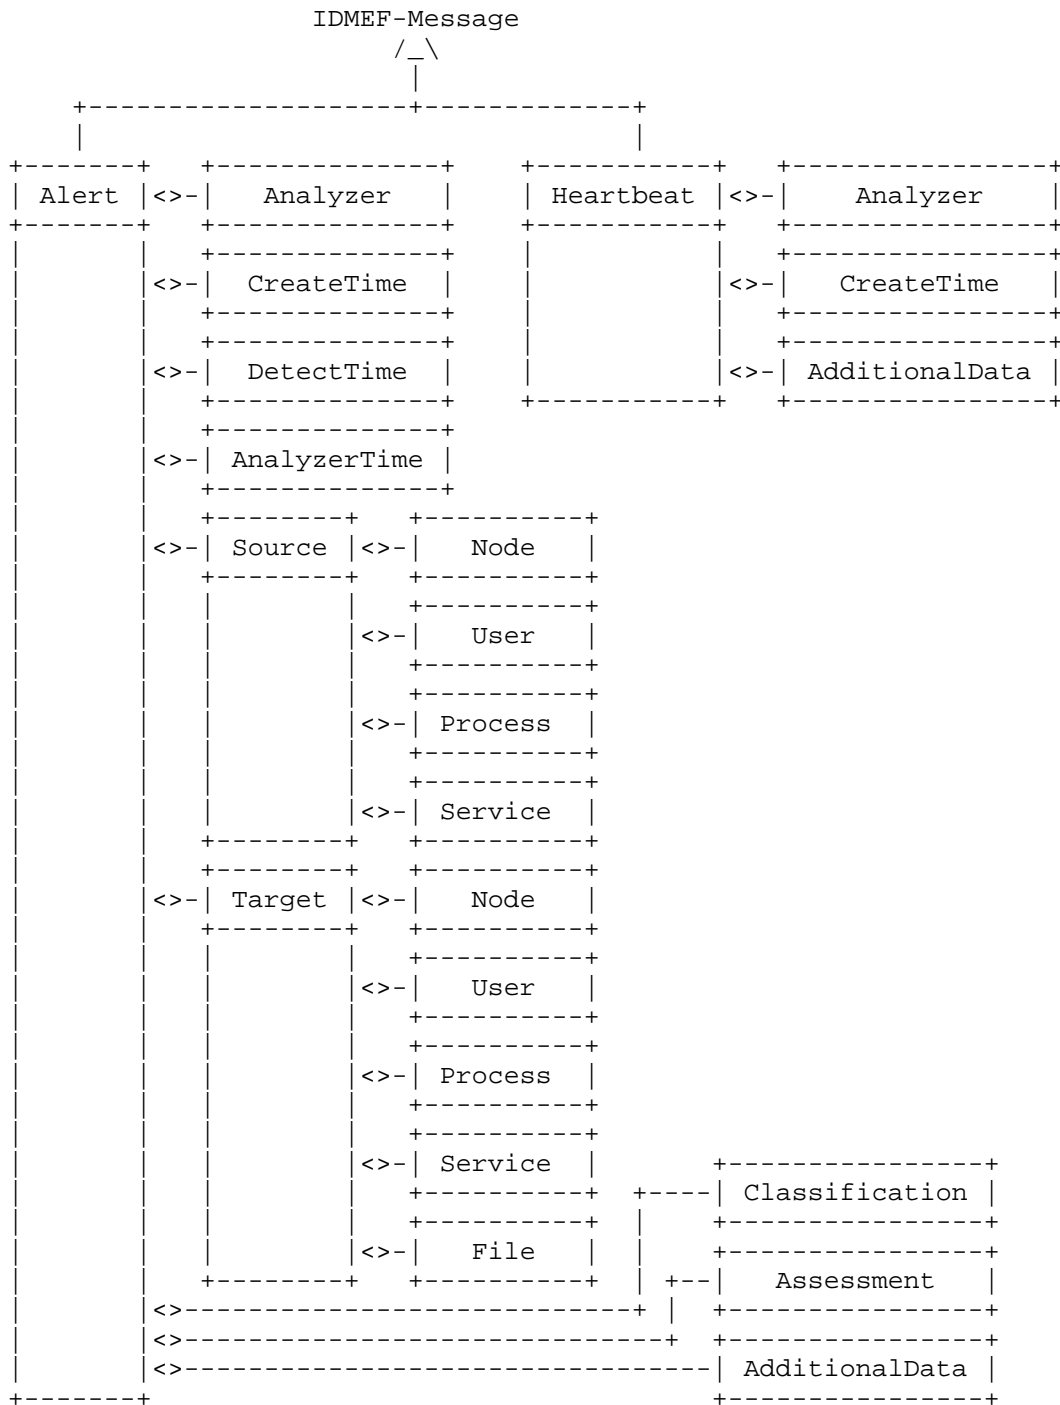 IDMEF-Message
/_\
|
+---------------------+--------------+
| |
+-------+ +--------------+ +-----------+ +----------------+
| Alert |<>-| Analyzer | | Heartbeat |<>-| Analyzer |
+-------+ +--------------+ +-----------+ +----------------+
| | +--------------+ | | +----------------+
| |<>-| CreateTime | | |<>-| CreateTime |
| | +--------------+ | | +----------------+
| | +--------------+ | | +----------------+
| |<>-| DetectTime | | |<>-| AdditionalData |
| | +--------------+ +-----------+ +----------------+
| | +--------------+
| |<>-| AnalyzerTime |
| | +--------------+
| | +--------+ +----------+
| |<>-| Source |<>-| Node |
| | +--------+ +----------+
| | | | +----------+
| | | |<>-| User |
| | | | +----------+
| | | | +----------+
| | | |<>-| Process |
| | | | +----------+
| | | | +----------+
| | | |<>-| Service |
| | +--------+ +----------+
| | +--------+ +----------+
| |<>-| Target |<>-| Node |
| | +--------+ +----------+
| | | | +----------+
| | | |<>-| User |
| | | | +----------+
| | | | +----------+
| | | |<>-| Process |
| | | | +----------+
| | | | +----------+
| | | |<>-| Service | +----------------+
| | | | +----------+ +----| Classification |
| | | | +----------+ | +----------------+
| | | |<>-| File | | +----------------+
| | +--------+ +----------+ | +--| Assessment |
| |<>----------------------------+ | +----------------+
| |<>------------------------------+ +----------------+
| |<>---------------------------------| AdditionalData |
+-------+ +----------------+